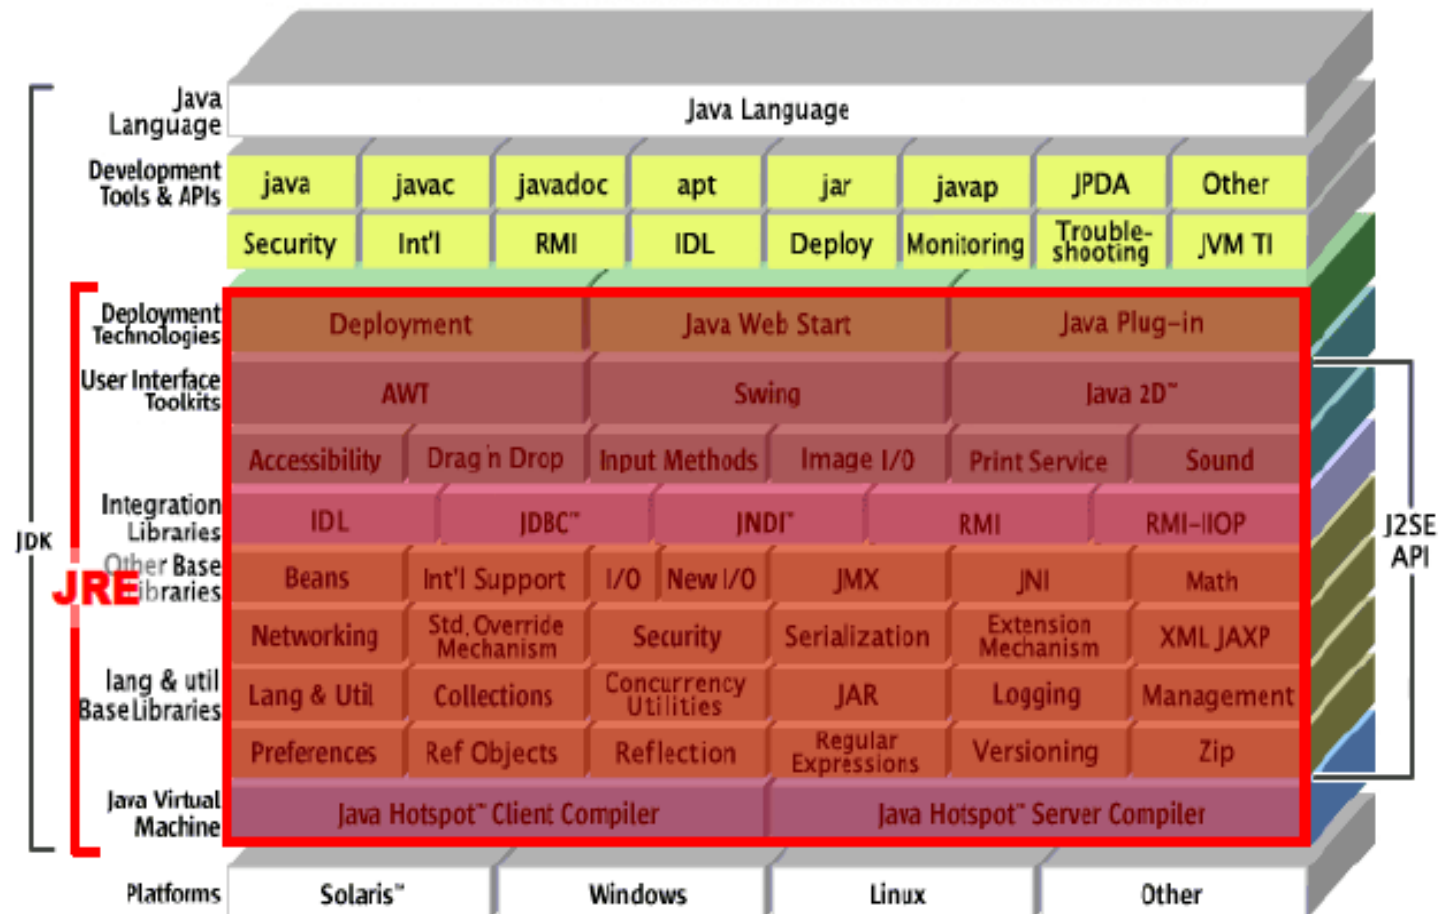 Java Language
Java Language
Development Tools & APIs
java javac javadoc apt jar javap JPDA Other
Security Int'l RMI IDL Deploy Monitoring Trouble-shooting JVM TI
Deployment Technologies
Deployment Java Web Start Java Plug-in
User Interface Toolkits
AWT Swing Java 2D™
Accessibility Drag 'n Drop Input Methods Image I/O Print Service Sound
Integration Libraries
IDL JDBC™ JNDI™ RMI RMI-IIOP
JDK
J2SE API
JRE
Other Base Libraries
Beans Int'l Support I/O New I/O JMX JNI Math
Networking Std. Override Mechanism Security Serialization Extension Mechanism XML JAXP
lang & util Base Libraries
Lang & Util Collections Concurrency Utilities JAR Logging Management
Preferences Ref Objects Reflection Regular Expressions Versioning Zip
Java Virtual Machine
Java Hotspot™ Client Compiler Java Hotspot™ Server Compiler
Platforms
Solaris™ Windows Linux Other